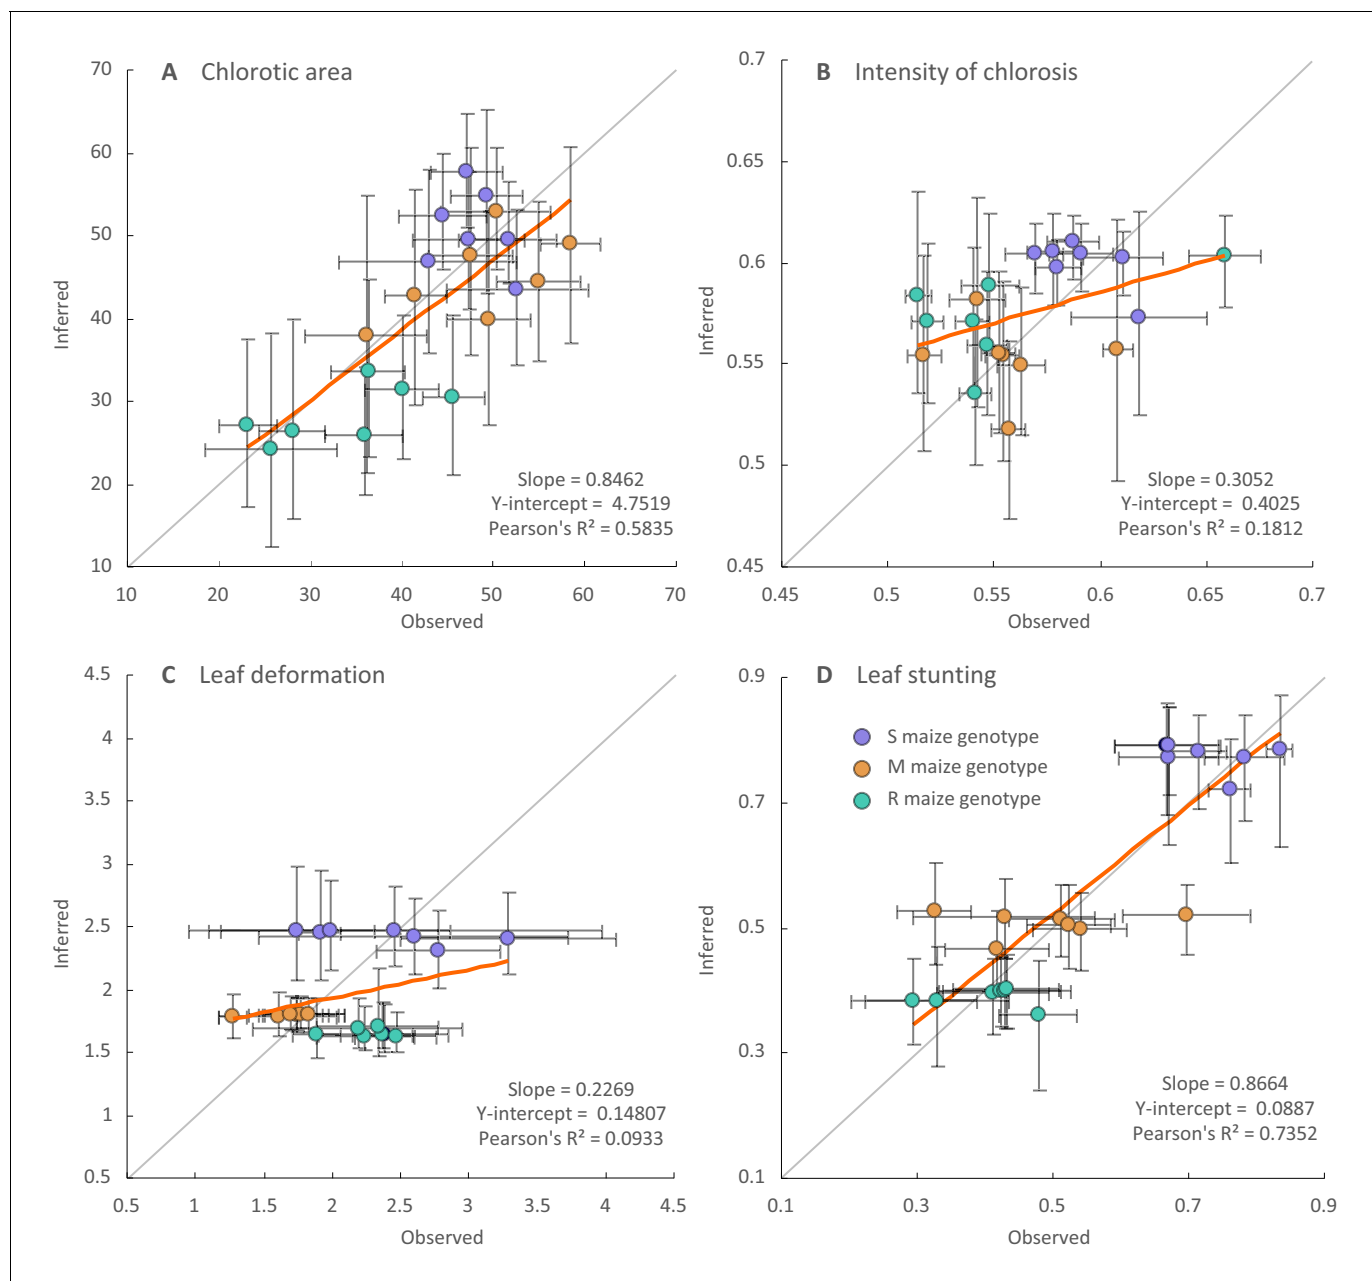 A Chlorotic area
70
60
50
40
30
20
10
Inferred
10 20 30 40 50 60 70
Observed
Slope = 0.8462
Y-intercept = 4.7519
Pearson's R² = 0.5835
B Intensity of chlorosis
0.7
0.65
0.6
0.55
0.5
0.45
Inferred
0.45 0.5 0.55 0.6 0.65 0.7
Observed
Slope = 0.3052
Y-intercept = 0.4025
Pearson's R² = 0.1812
C Leaf deformation
4.5
4
3.5
3
2.5
2
1.5
1
0.5
Inferred
0.5 1 1.5 2 2.5 3 3.5 4 4.5
Observed
Slope = 0.2269
Y-intercept = 0.14807
Pearson's R² = 0.0933
D Leaf stunting
S maize genotype
M maize genotype
R maize genotype
0.9
0.7
0.5
0.3
0.1
Inferred
0.1 0.3 0.5 0.7 0.9
Observed
Slope = 0.8664
Y-intercept = 0.0887
Pearson's R² = 0.7352